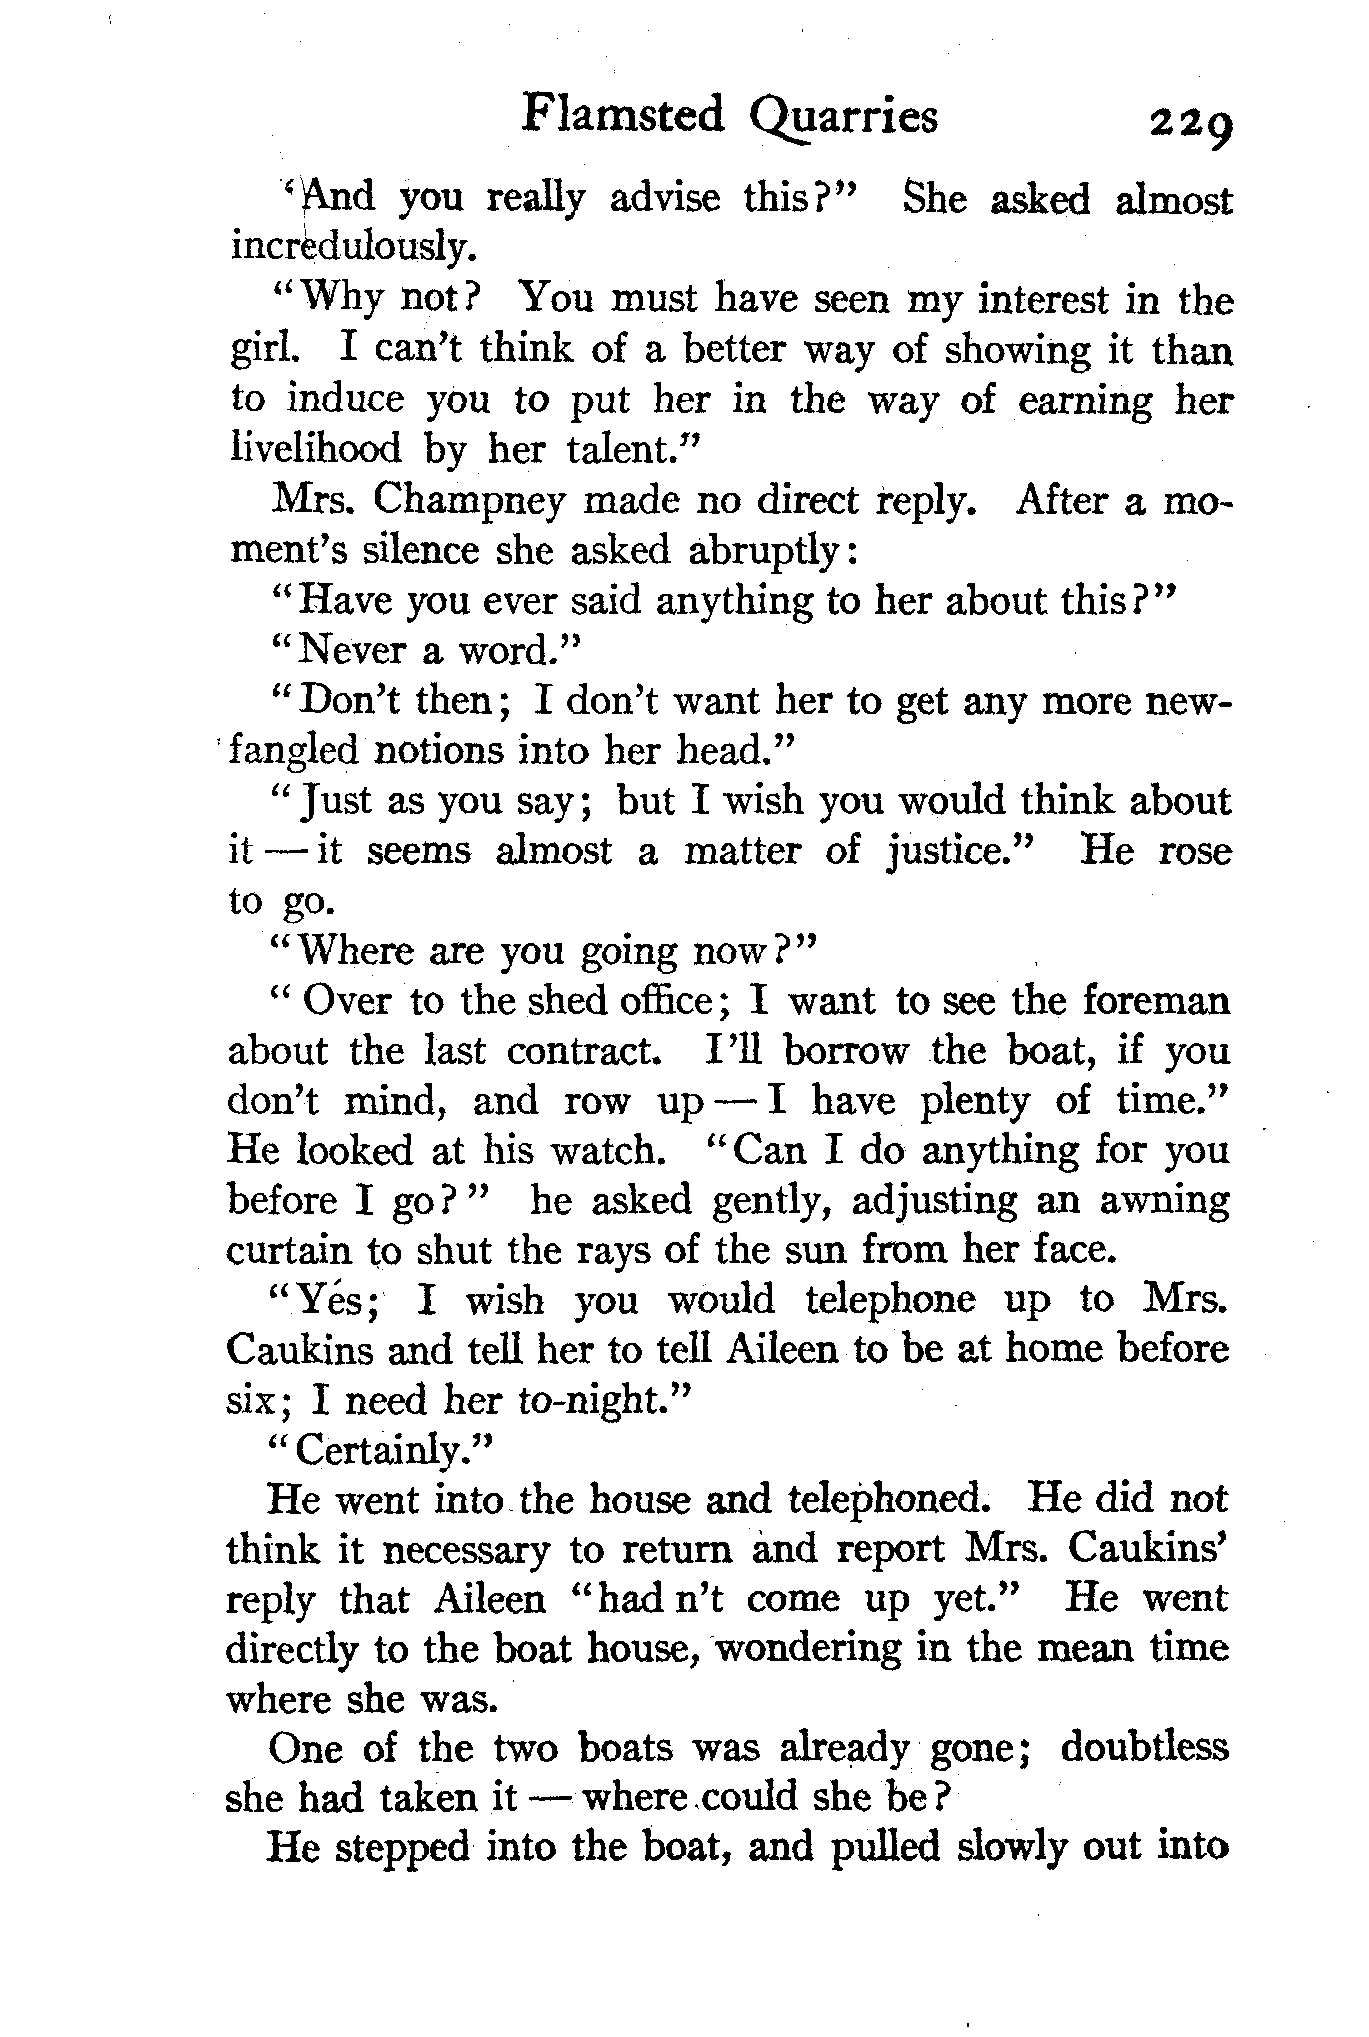 Flamsted Quarries 229
"And you really advise this?" She asked almost
incredulously.
"Why not? You must have seen my interest in the
girl. I can't think of a better way of showing it than
to induce you to put her in the way of earning her
livelihood by her talent."
Mrs. Champney made no direct reply. After a mo-
ment's silence she asked abruptly:
"Have you ever said anything to her about this?"
"Never a word."
"Don't then; I don't want her to get any more new-
fangled notions into her head."
"Just as you say; but I wish you would think about
it — it seems almost a matter of justice." He rose
to go.
"Where are you going now?"
"Over to the shed office; I want to see the foreman
about the last contract. I'll borrow the boat, if you
don't mind, and row up — I have plenty of time."
He looked at his watch. "Can I do anything for you
before I go?" he asked gently, adjusting an awning
curtain to shut the rays of the sun from her face.
"Yes; I wish you would telephone up to Mrs.
Caukins and tell her to tell Aileen to be at home before
six; I need her to-night."
"Certainly."
He went into the house and telephoned. He did not
think it necessary to return and report Mrs. Caukins'
reply that Aileen "had n't come up yet." He went
directly to the boat house, wondering in the mean time
where she was.
One of the two boats was already gone; doubtless
she had taken it — where could she be?
He stepped into the boat, and pulled slowly out into